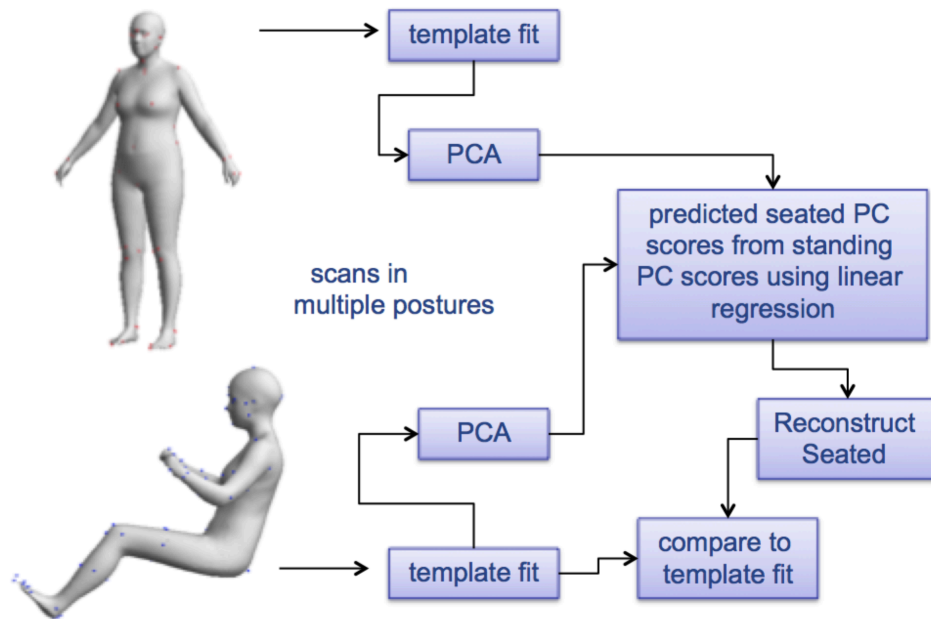 template fit
PCA
predicted seated PC
scores from standing
PC scores using linear
regression
scans in
multiple postures
PCA
Reconstruct
Seated
template fit
compare to
template fit